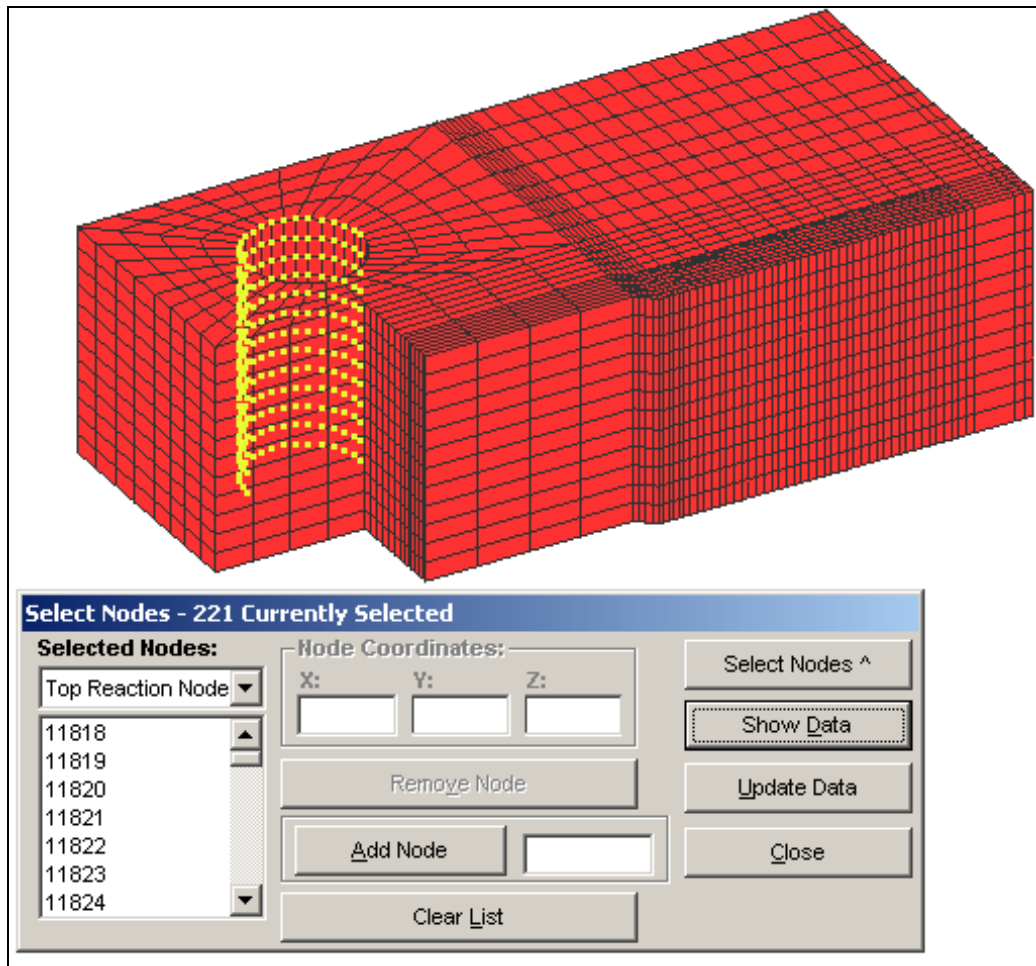 Select Nodes - 221 Currently Selected
Selected Nodes:
Top Reaction Node
11818
11819
11820
11821
11822
11823
11824
Node Coordinates:
X: Y: Z:
Remove Node
Add Node
Clear List
Select Nodes ^
Show Data
Update Data
Close